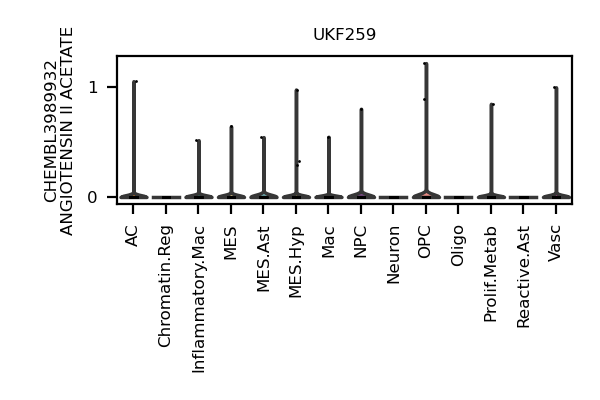 UKF259
CHEMBL3989932
ANGIOTENSIN II ACETATE
1
0
AC
Chromatin.Reg
Inflammatory.Mac
MES
MES.Ast
MES.Hyp
Mac
NPC
Neuron
OPC
Oligo
Prolif.Metab
Reactive.Ast
Vasc